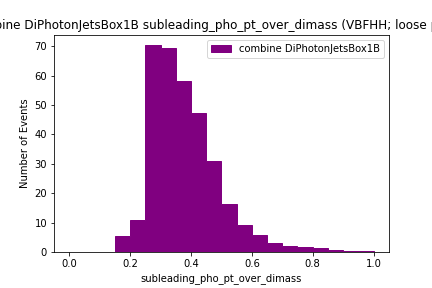 bine DiPhotonJetsBox1B subleading_pho_pt_over_dimass (VBFHH; loose
combine DiPhotonJetsBox1B
Number of Events
70
60
50
40
30
20
10
0
0.0 0.2 0.4 0.6 0.8 1.0
subleading_pho_pt_over_dimass